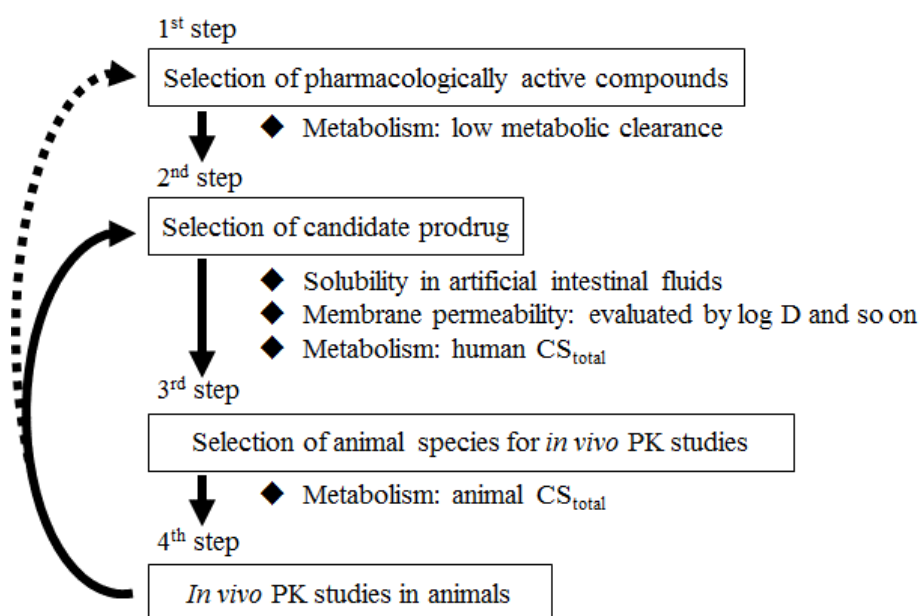 1st step
Selection of pharmacologically active compounds
◆ Metabolism: low metabolic clearance
2nd step
Selection of candidate prodrug
◆ Solubility in artificial intestinal fluids
◆ Membrane permeability: evaluated by log D and so on
◆ Metabolism: human CStotal
3rd step
Selection of animal species for in vivo PK studies
◆ Metabolism: animal CStotal
4th step
In vivo PK studies in animals